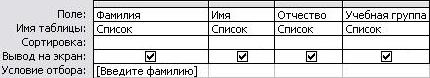 Поле: Фамилия Имя Отчество Учебная группа
Имя таблицы: Список Список Список Список
Сортировка:
Вывод на экран:
Условие отбора: [Введите фамилию]